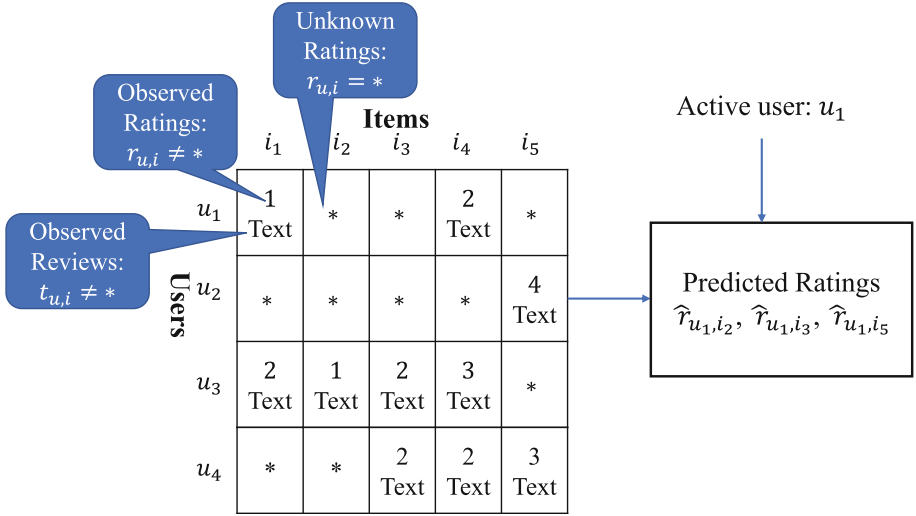 Unknown
Ratings:
r_{u,i} = *
Observed
Ratings:
r_{u,i} ≠ *
Observed
Reviews:
t_{u,i} ≠ *
Items
i_1 i_2 i_3 i_4 i_5
Users
u_1 1 Text * * 2 Text *
u_2 * * * * 4 Text
u_3 2 Text 1 Text 2 Text 3 Text *
u_4 * * 2 Text 2 Text 3 Text
Active user: u_1
Predicted Ratings
r̂_{u_1,i_2}, r̂_{u_1,i_3}, r̂_{u_1,i_5}